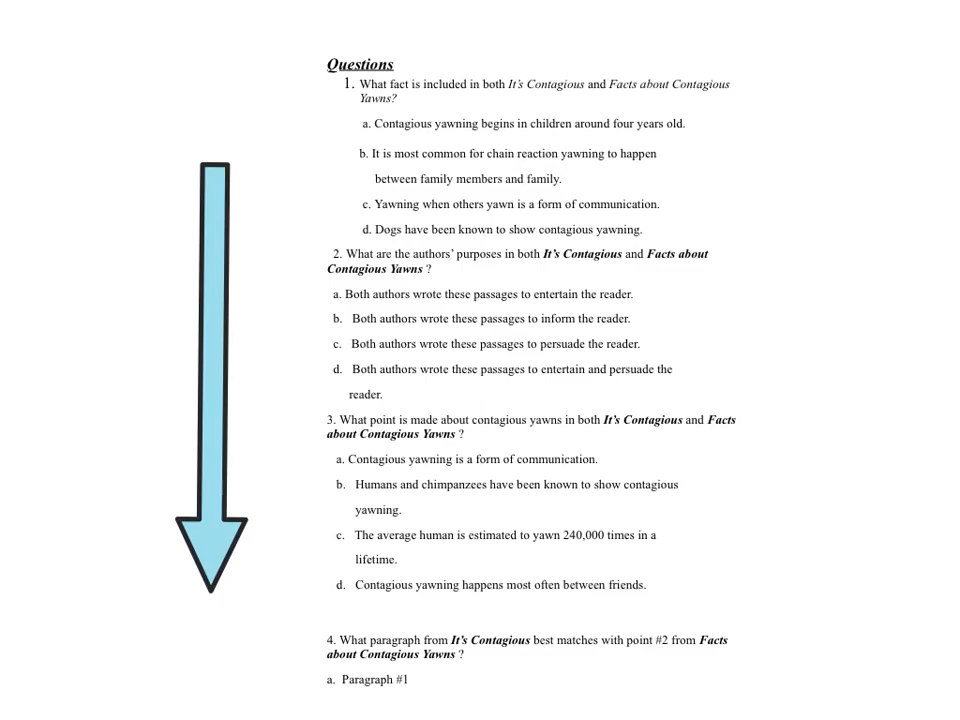 Questions
1. What fact is included in both It's Contagious and Facts about Contagious
Yawns?
a. Contagious yawning begins in children around four years old.
b. It is most common for chain reaction yawning to happen
between family members and family.
c. Yawning when others yawn is a form of communication.
d. Dogs have been known to show contagious yawning.
2. What are the authors' purposes in both It's Contagious and Facts about
Contagious Yawns ?
a. Both authors wrote these passages to entertain the reader.
b. Both authors wrote these passages to inform the reader.
c. Both authors wrote these passages to persuade the reader.
d. Both authors wrote these passages to entertain and persuade the
reader.
3. What point is made about contagious yawns in both It's Contagious and Facts
about Contagious Yawns ?
a. Contagious yawning is a form of communication.
b. Humans and chimpanzees have been known to show contagious
yawning.
c. The average human is estimated to yawn 240,000 times in a
lifetime.
d. Contagious yawning happens most often between friends.
4. What paragraph from It's Contagious best matches with point #2 from Facts
about Contagious Yawns ?
a. Paragraph #1